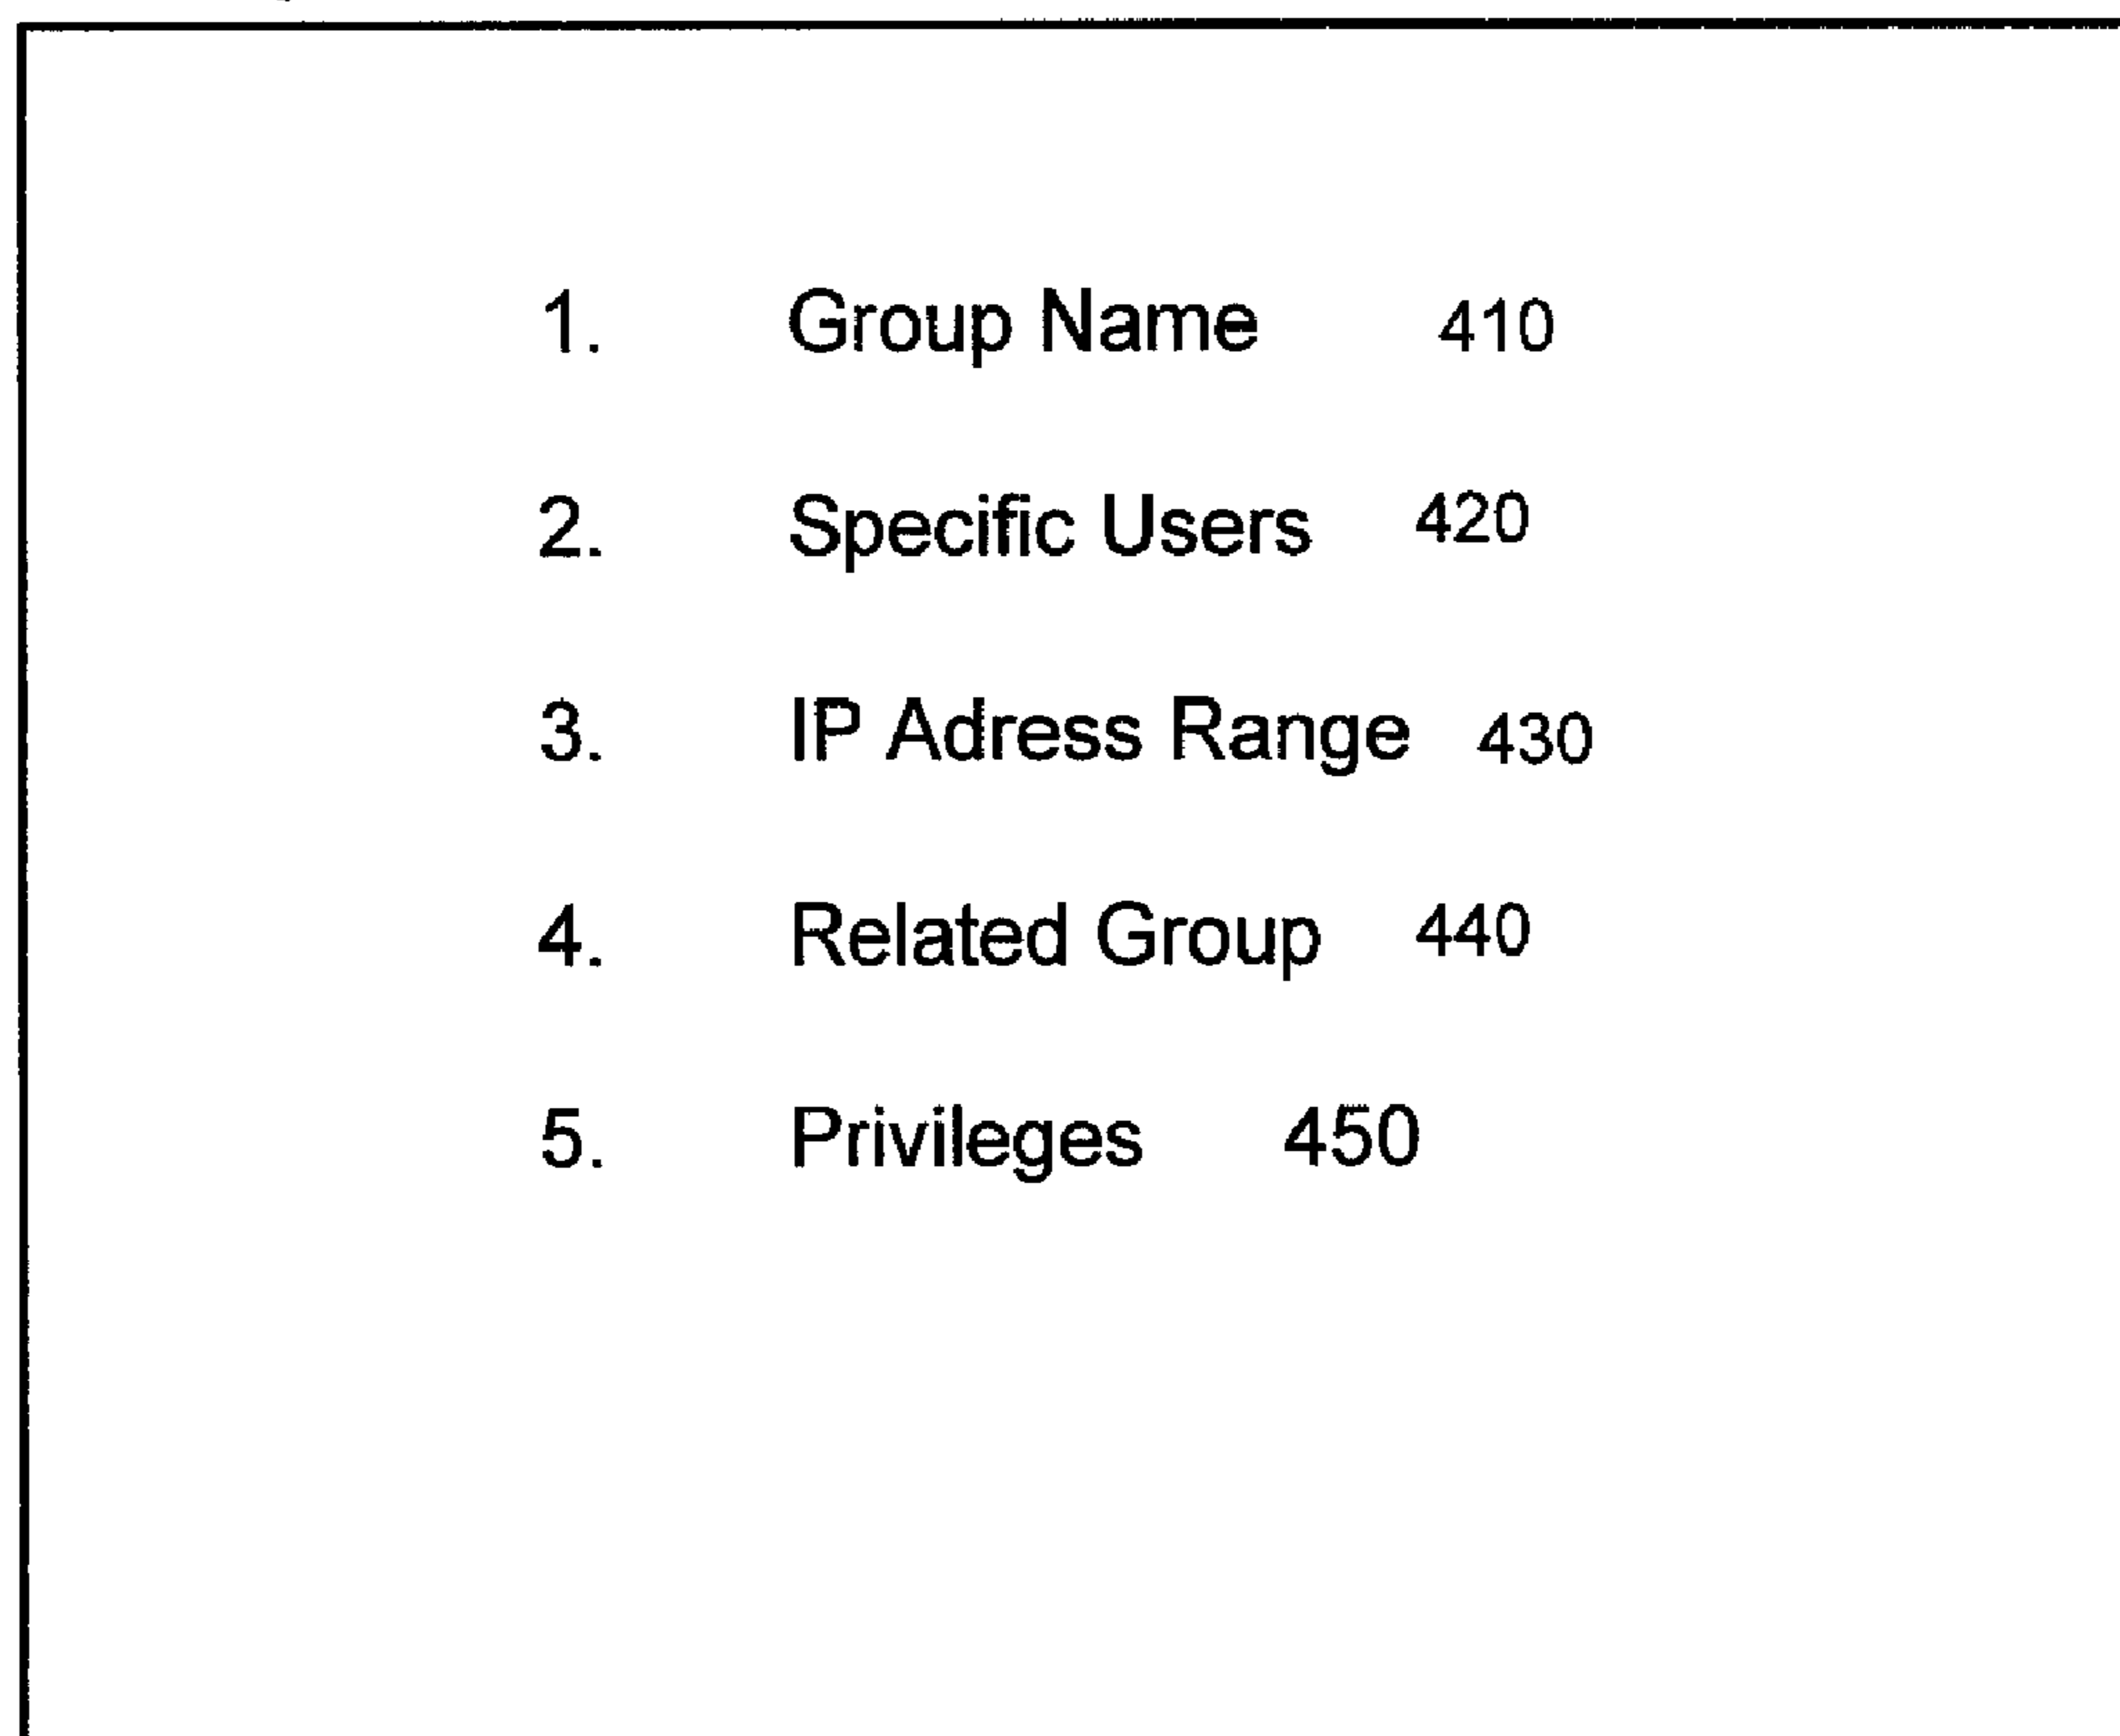 1. Group Name 410
2. Specific Users 420
3. IP Adress Range 430
4. Related Group 440
5. Privileges 450